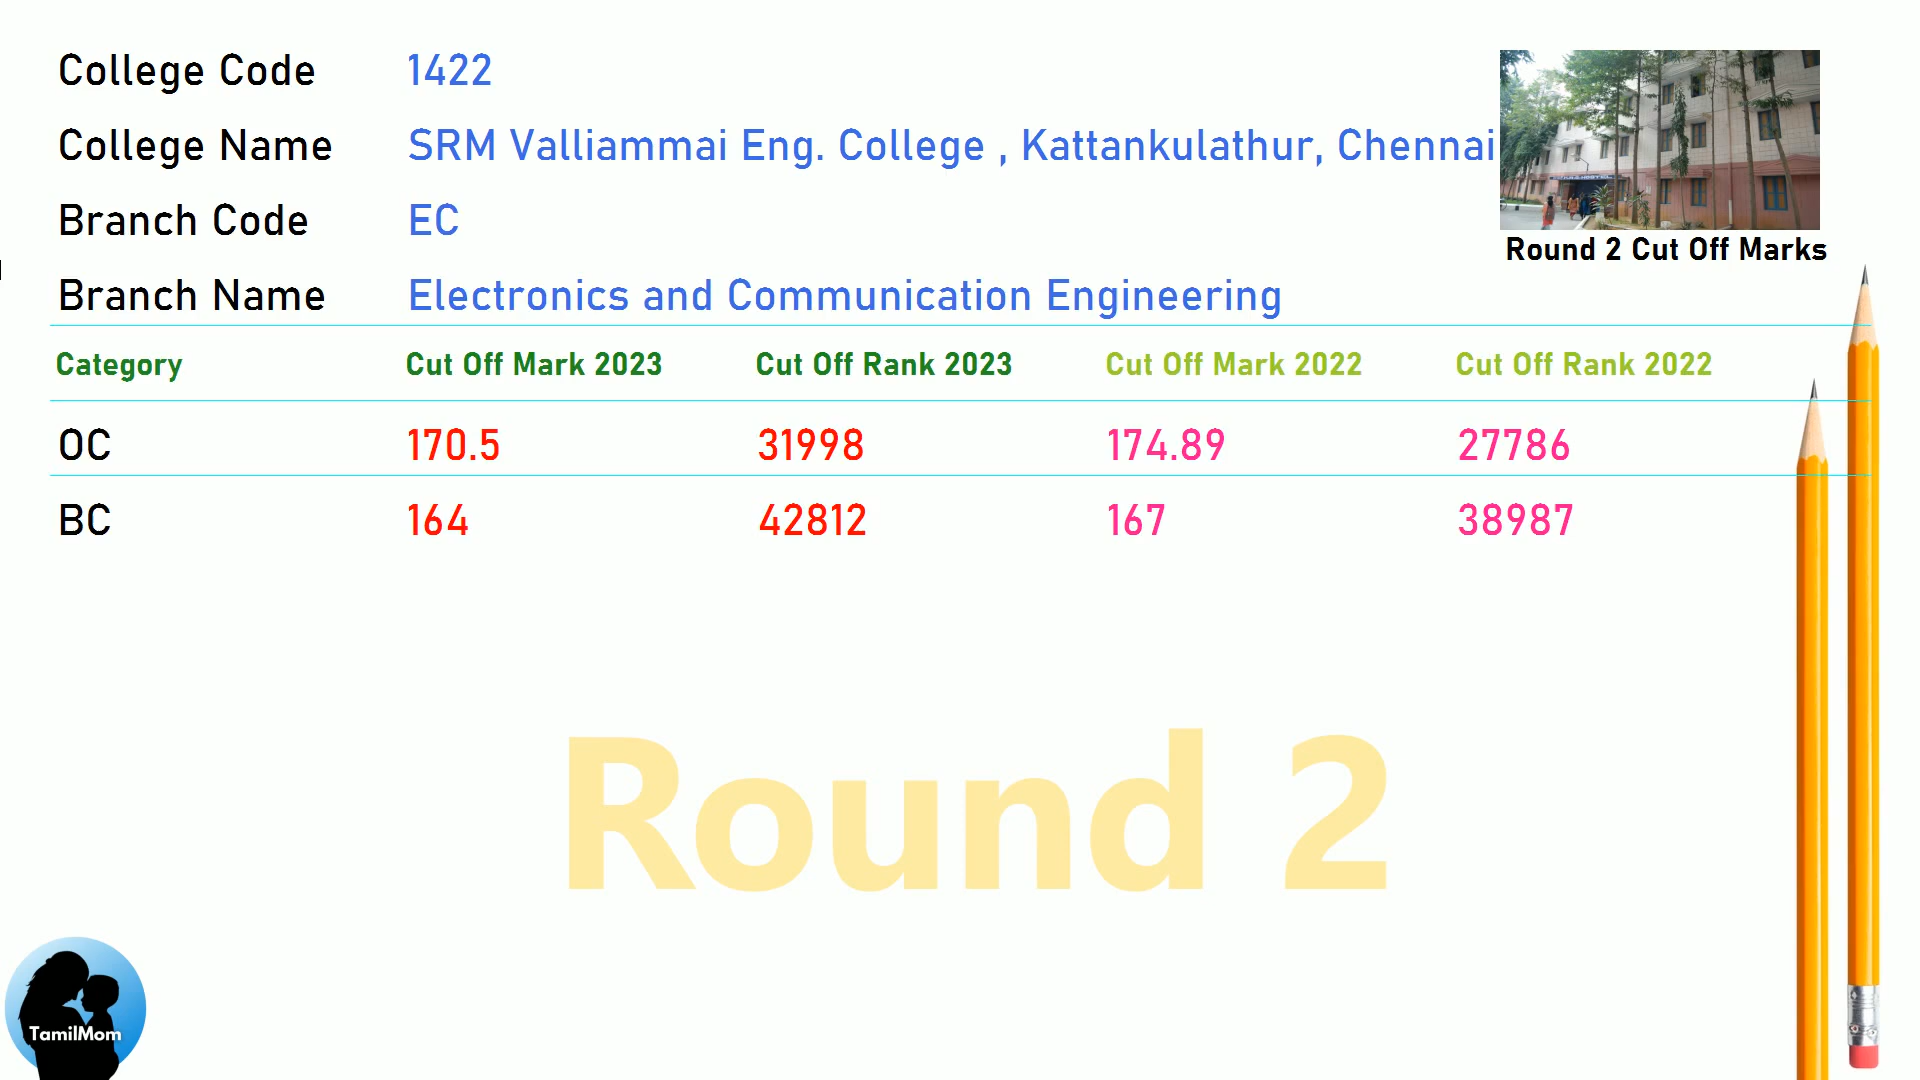 College Code 1422
College Name SRM Valliammai Eng. College , Kattankulathur, Chennai
Branch Code EC
Round 2 Cut Off Marks
Branch Name Electronics and Communication Engineering
Category Cut Off Mark 2023 Cut Off Rank 2023 Cut Off Mark 2022 Cut Off Rank 2022
OC 170.5 31998 174.89 27786
BC 164 42812 167 38987
Round 2
TamilMom